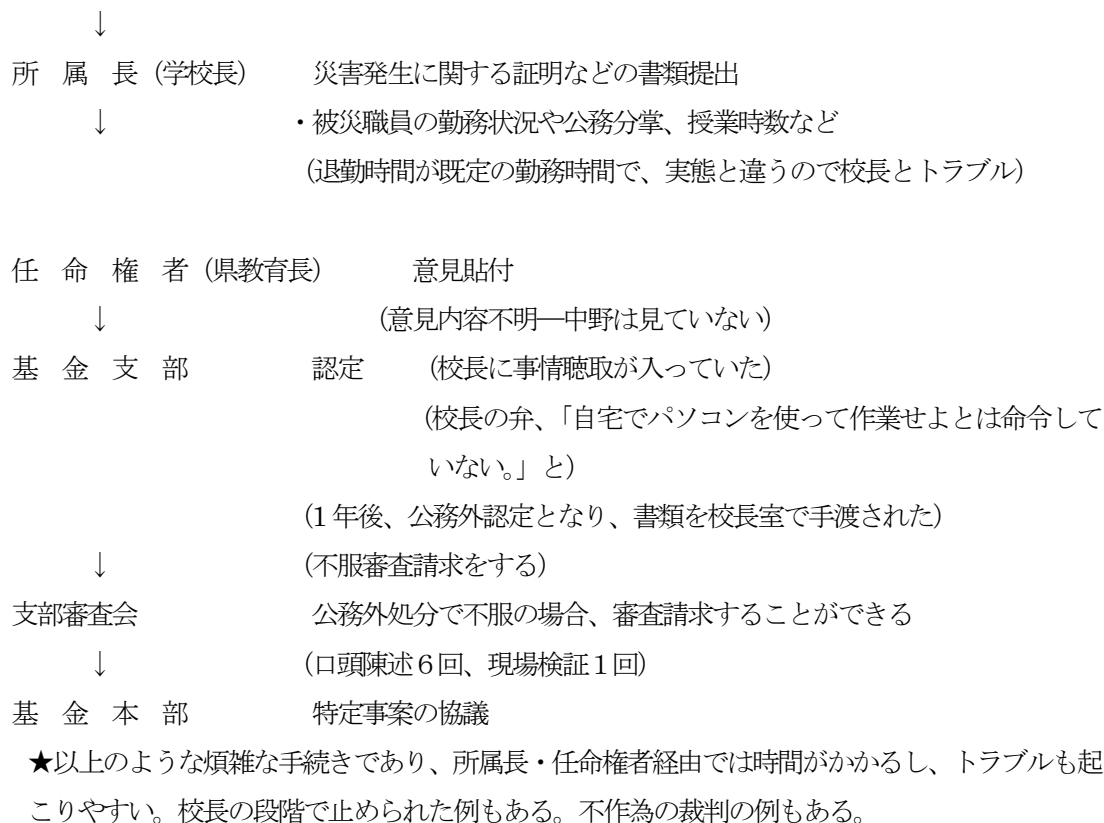 ↓
所 属 長 (学校長) 災害発生に関する証明などの書類提出
↓ ・被災職員の勤務状況や公務分掌、授業時数など
(退勤時間が既定の勤務時間で、実態と違うので校長とトラブル)
任 命 権 者 (県教育長) 意見貼付
↓ (意見内容不明―中野は見ていない)
基 金 支 部 認定 (校長に事情聴取が入っていた)
(校長の弁、「自宅でパソコンを使って作業せよとは命令して
いない。」と)
(1年後、公務外認定となり、書類を校長室で手渡された)
↓ (不服審査請求をする)
支部審査会 公務外処分で不服の場合、審査請求することができる
↓ (口頭陳述6回、現場検証1回)
基 金 本 部 特定事案の協議
★以上のような煩雑な手続きであり、所属長・任命権者経由では時間がかかるし、トラブルも起
こりやすい。校長の段階で止められた例もある。不作為の裁判の例もある。